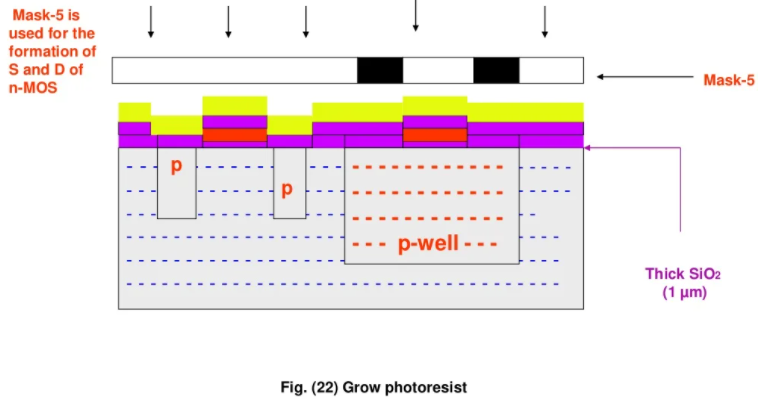 Mask-5 is
used for the
formation of
S and D of
n-MOS
Mask-5
p
p
p-well
Thick SiO2
(1 µm)
Fig. (22) Grow photoresist